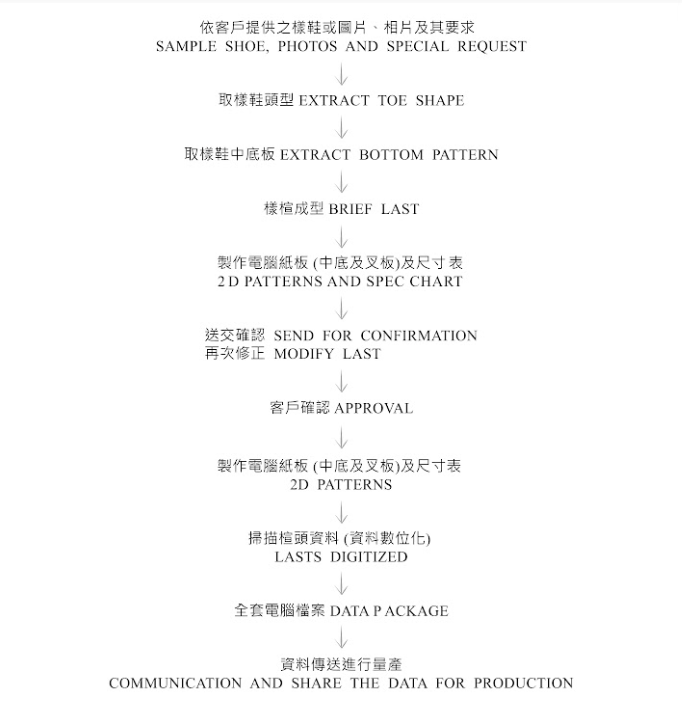 依客戶提供之樣鞋或圖片、相片及其要求
SAMPLE SHOE, PHOTOS AND SPECIAL REQUEST
取樣鞋頭型 EXTRACT TOE SHAPE
取樣鞋中底板 EXTRACT BOTTOM PATTERN
樣楦成型 BRIEF LAST
製作電腦紙板 (中底及叉板)及尺寸表
2 D PATTERNS AND SPEC CHART
送交確認 SEND FOR CONFIRMATION
再次修正 MODIFY LAST
客戶確認 APPROVAL
製作電腦紙板 (中底及叉板)及尺寸表
2D PATTERNS
掃描楦頭資料 (資料數位化)
LASTS DIGITIZED
全套電腦檔案 DATA P ACKAGE
資料傳送進行量產
COMMUNICATION AND SHARE THE DATA FOR PRODUCTION